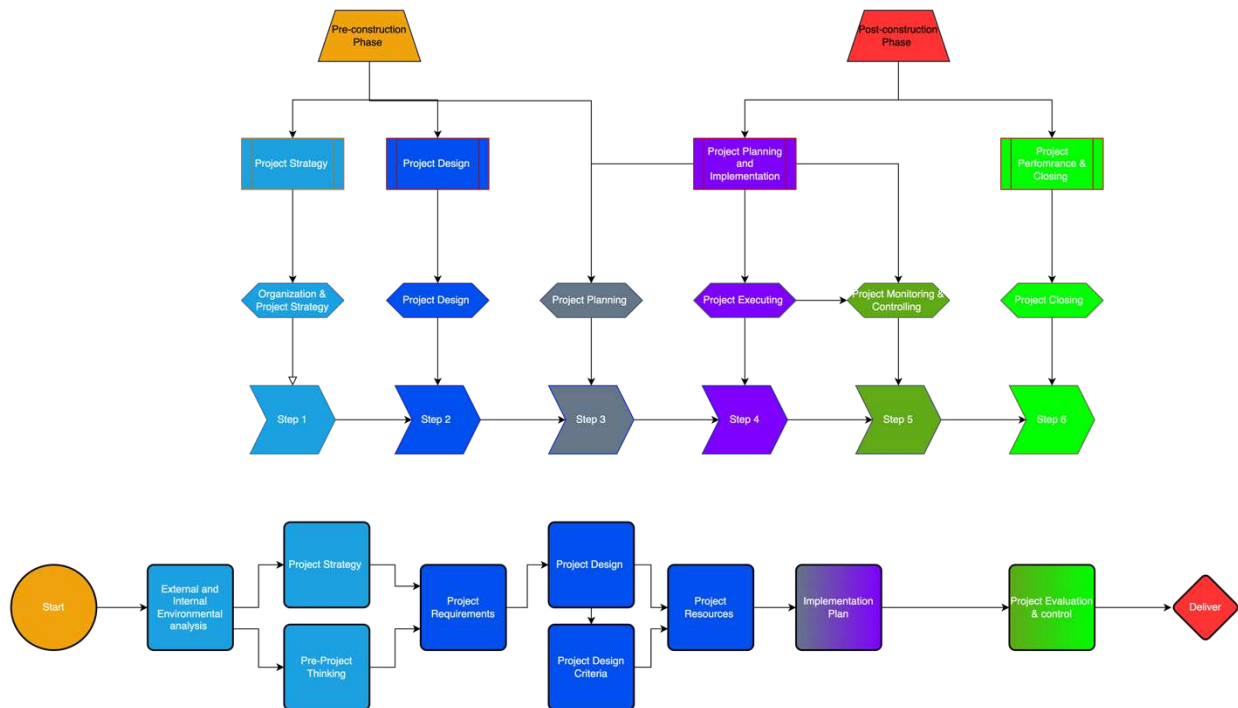 Pre-construction
Phase
Post-construction
Phase
Project Strategy
Project Design
Project Planning
and
Implementation
Project
Perfomrance &
Closing
Organization &
Project Strategy
Project Design
Project Planning
Project Executing
Project Monitoring &
Controlling
Project Closing
Step 1
Step 2
Step 3
Step 4
Step 5
Step 6
Start
External and
Internal
Environmental
analysis
Project Strategy
Pre-Project
Thinking
Project
Requirements
Project Design
Project Design
Criteria
Project
Resources
Implementation
Plan
Project Evaluation
& control
Deliver